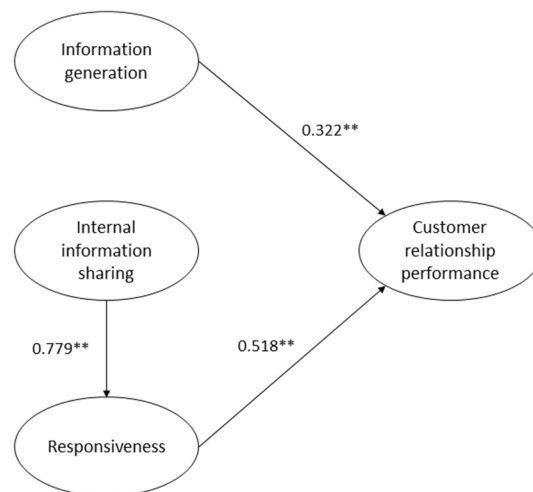 Information
generation
0.322**
Internal
information
sharing
Customer
relationship
performance
0.779**
0.518**
Responsiveness